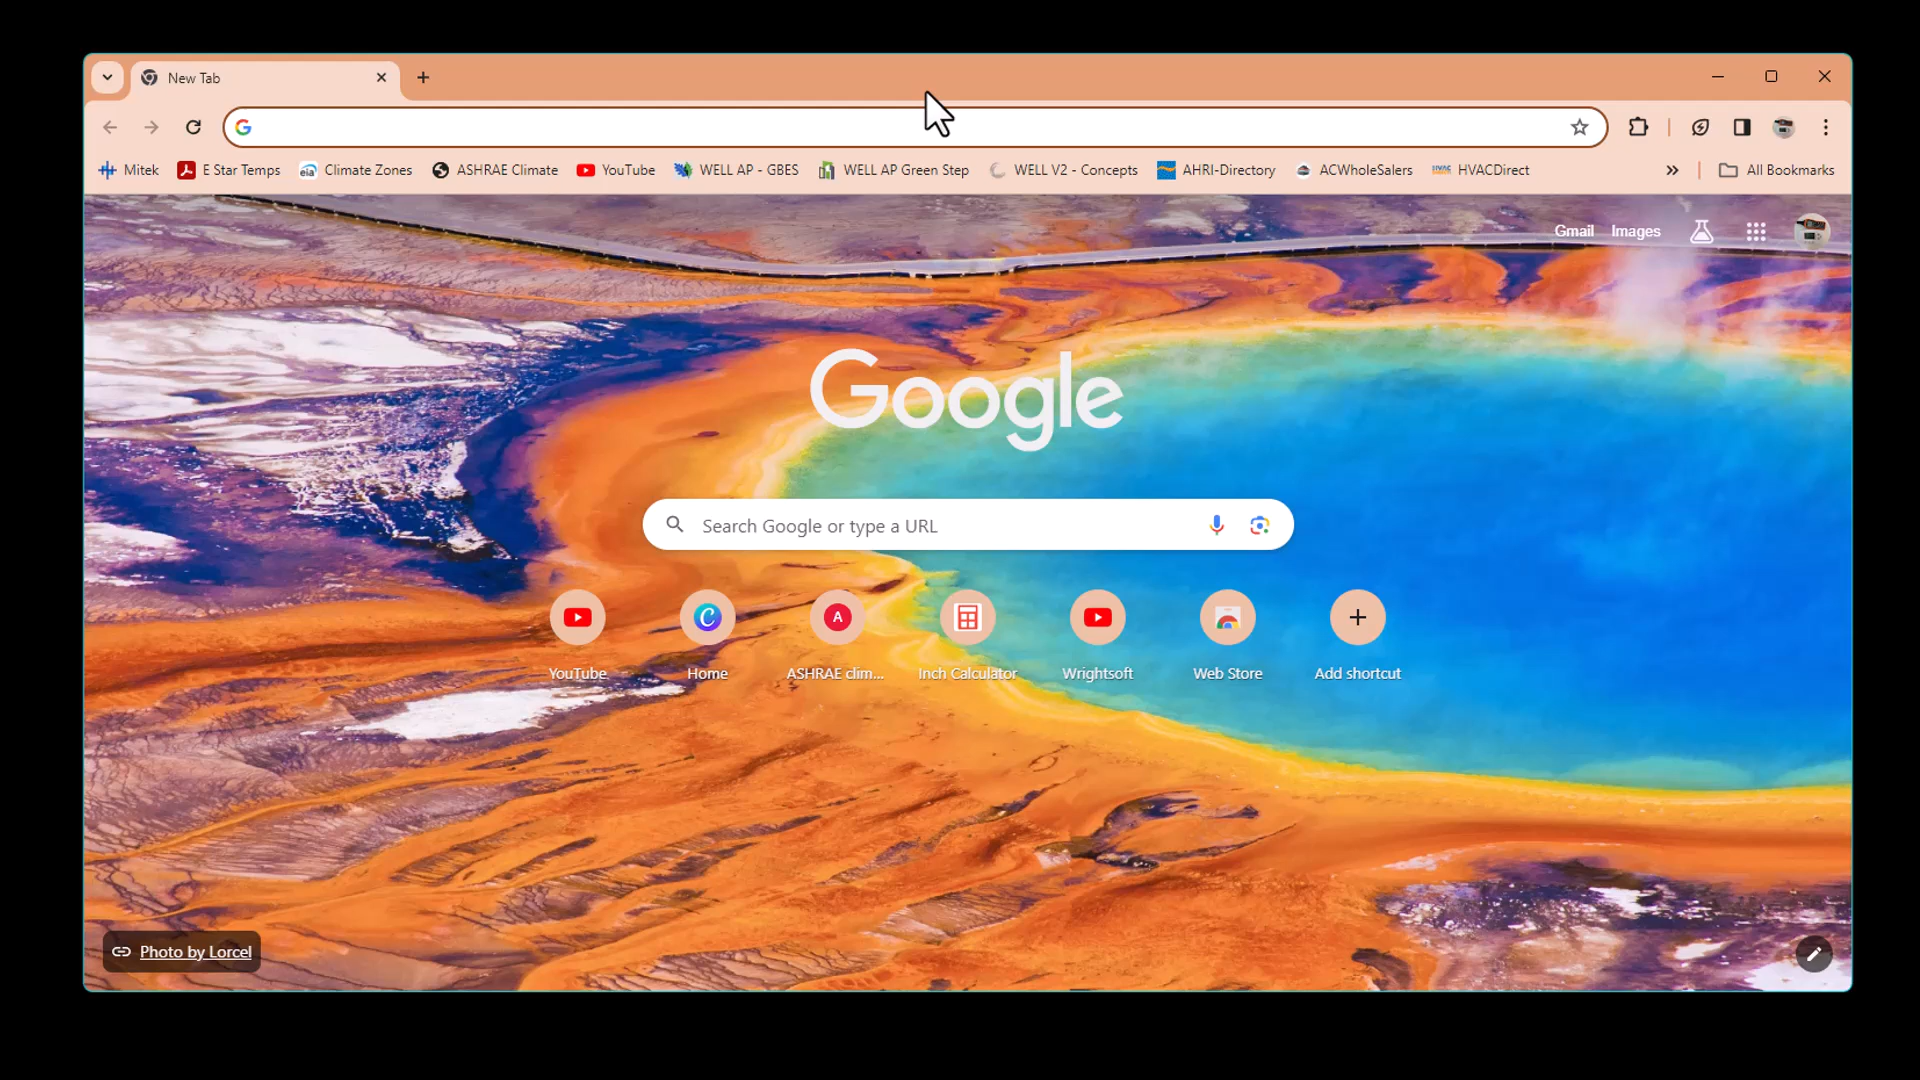 New Tab
Mitek E Star Temps Climate Zones ASHRAE Climate YouTube WELL AP - GBES WELL AP Green Step WELL V2 - Concepts AHRI-Directory ACWholeSalers HVACDirect » All Bookmarks
Gmail Images
Google
Search Google or type a URL
A
YouTube Home ASHRAE clim... Inch Calculator Wrightsoft Web Store Add shortcut
Photo by Lorcel